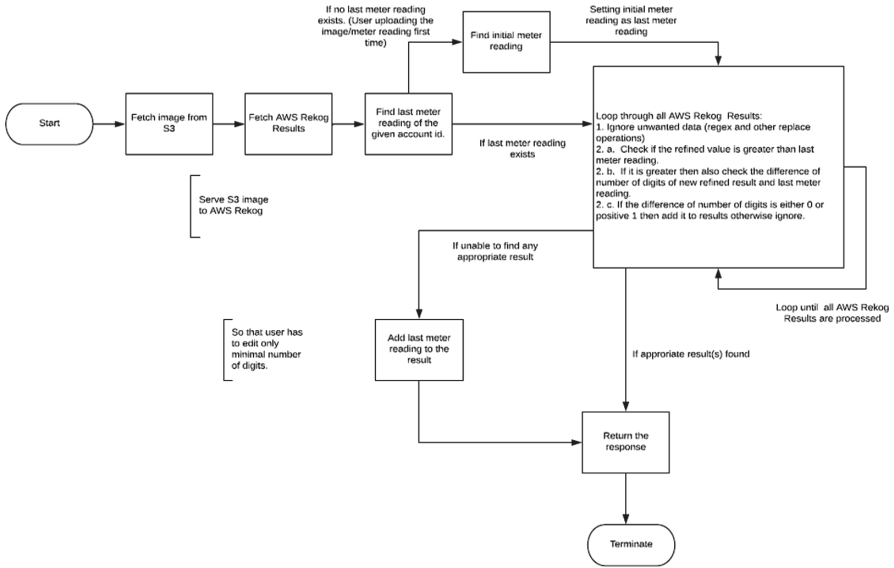 If no last meter reading
exists. (User uploading the
image/meter reading first
time)
Find initial meter
reading
Setting initial meter
reading as last meter
reading
Start
Fetch image from
S3
Fetch AWS Rekog
Results
Find last meter
reading of the
given account id.
If last meter reading
exists
Loop through all AWS Rekog  Results:
1. Ignore unwanted data (regex and other replace
operations)
2. a.  Check if the refined value is greater than last
meter reading.
2. b.  If it is greater then also check the difference of
number of digits of new refined result and last meter
reading.
2. c. If the difference of number of digits is either 0 or
positive 1 then add it to results otherwise ignore.
Serve S3 image
to AWS Rekog
If unable to find any
appropriate result
Loop until  all AWS Rekog
Results are processed
So that user has
to edit only
minimal number
of digits.
Add last meter
reading to the
result
If approriate result(s) found
Return the
response
Terminate